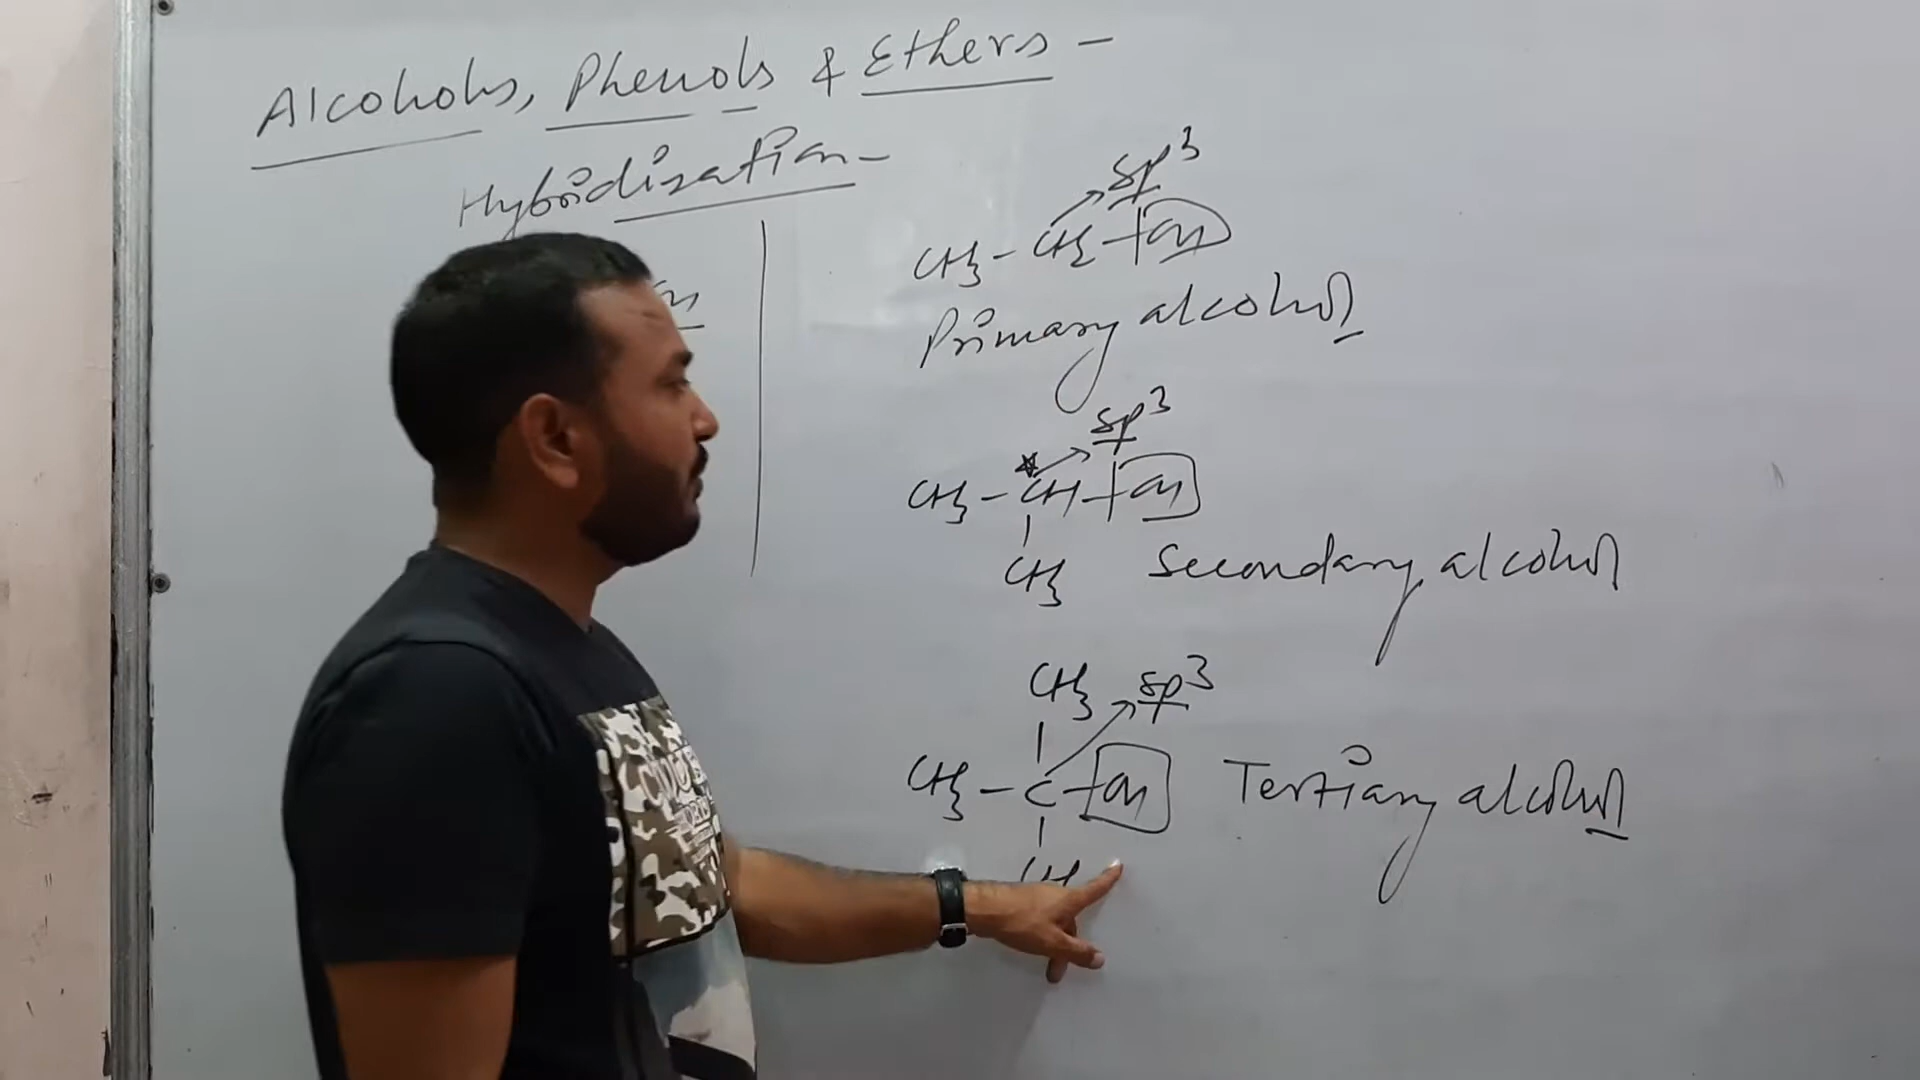 Alcohols, Phenols & Ethers -
Hybridization -
sp3
CH3 - CH2 - OH
Primary alcohol
sp3
CH3 - CH - OH
CH3 Secondary alcohol
CH3 sp3
CH3 - C - OH Tertiary alcohol
CH